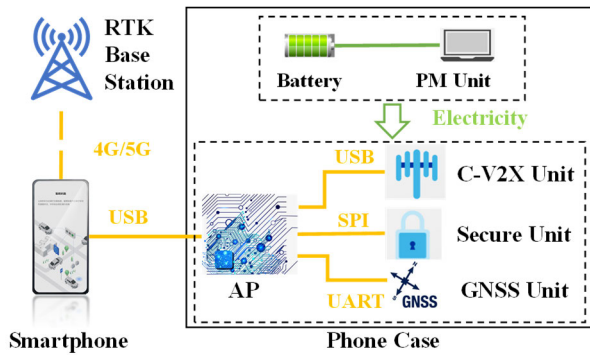 RTK
Base
Station
Battery
PM Unit
Electricity
4G/5G
USB
C-V2X Unit
USB
SPI
Secure Unit
AP
UART
GNSS
GNSS Unit
Smartphone
Phone Case